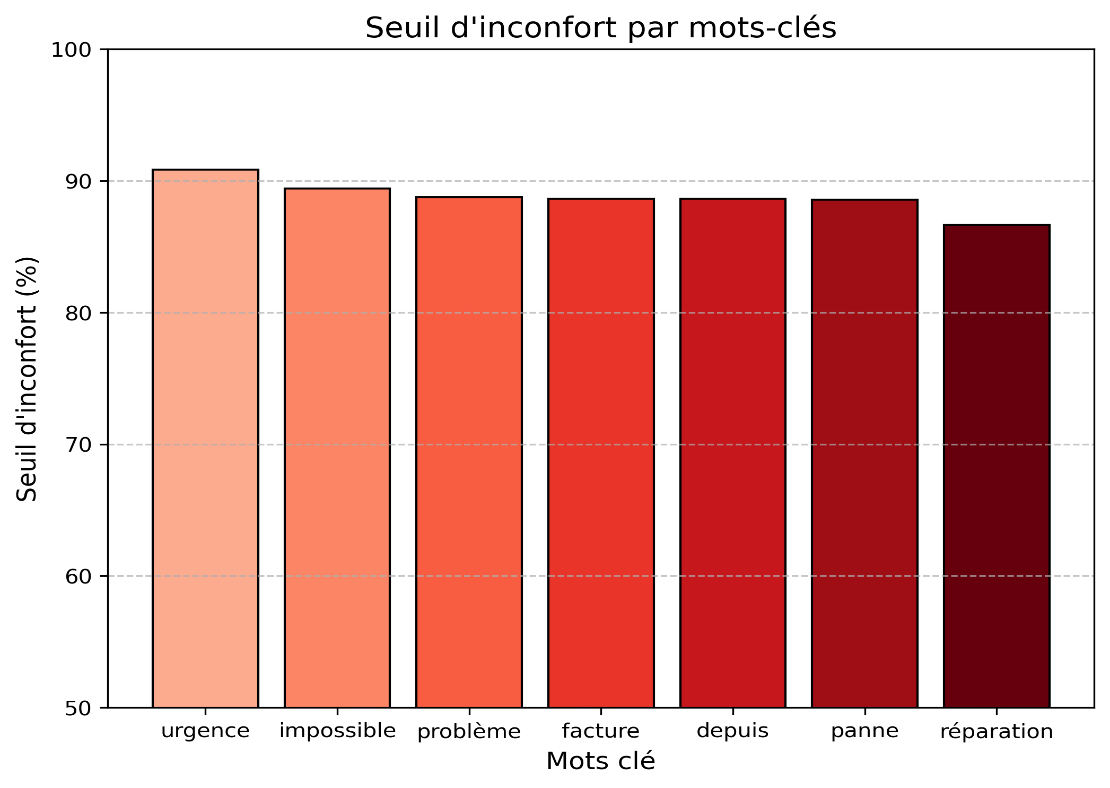 Seuil d'inconfort par mots-clés
Seuil d'inconfort (%)
100
90
80
70
60
50
urgence impossible problème facture depuis panne réparation
Mots clé